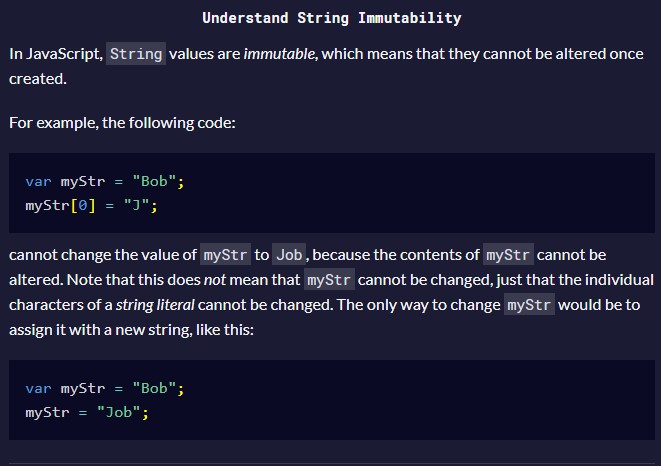 Understand String Immutability
In JavaScript, String values are immutable, which means that they cannot be altered once
created.
For example, the following code:
var myStr = "Bob";
myStr[0] = "J";
cannot change the value of myStr to Job, because the contents of myStr cannot be
altered. Note that this does not mean that myStr cannot be changed, just that the individual
characters of a string literal cannot be changed. The only way to change myStr would be to
assign it with a new string, like this:
var myStr = "Bob";
myStr = "Job";